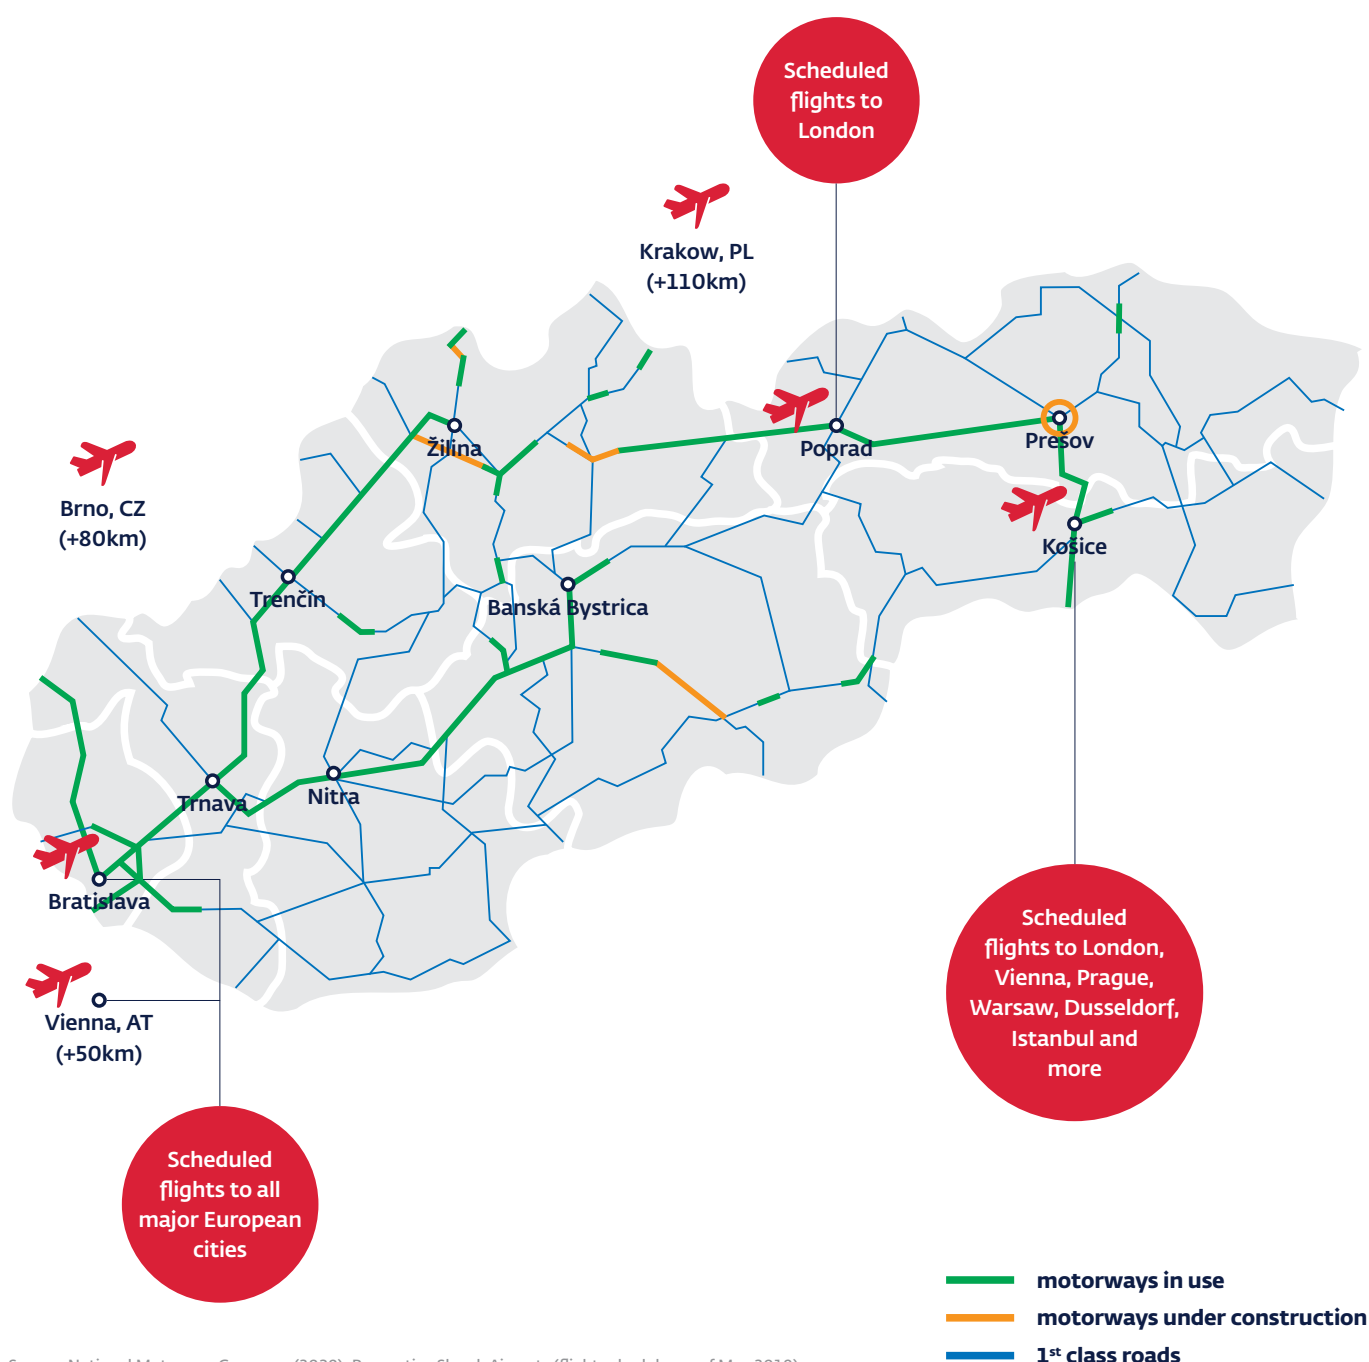 Scheduled
flights to
London
Krakow, PL
(+110km)
Žilina
Poprad
Prešov
Brno, CZ
(+80km)
Košice
Trenčín
Banská Bystrica
Trnava
Nitra
Bratislava
Scheduled
flights to London,
Vienna, Prague,
Warsaw, Dusseldorf,
Istanbul and
more
Vienna, AT
(+50km)
Scheduled
flights to all
major European
cities
motorways in use
motorways under construction
1st class roads